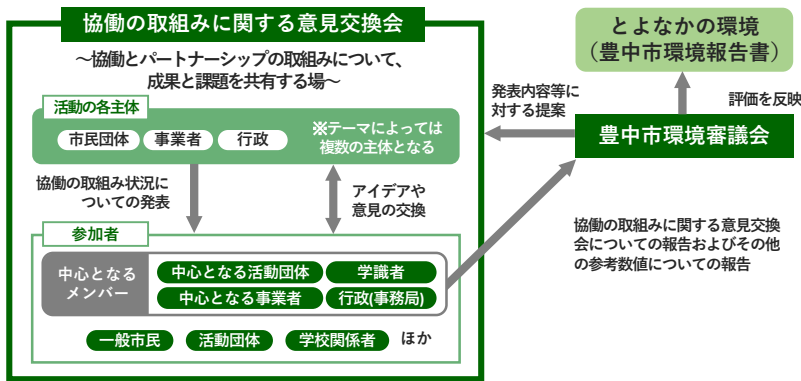 協働の取組みに関する意見交換会
～協働とパートナーシップの取組みについて、
成果と課題を共有する場～
活動の各主体
市民団体 事業者 行政
※テーマによっては
複数の主体となる
協働の取組み状況に
ついての発表
アイデアや
意見の交換
参加者
中心となる
メンバー
中心となる活動団体 学識者
中心となる事業者 行政(事務局)
一般市民 活動団体 学校関係者 ほか
とよなかの環境
（豊中市環境報告書）
発表内容等に
対する提案
評価を反映
豊中市環境審議会
協働の取組みに関する意見交換
会についての報告およびその他
の参考数値についての報告